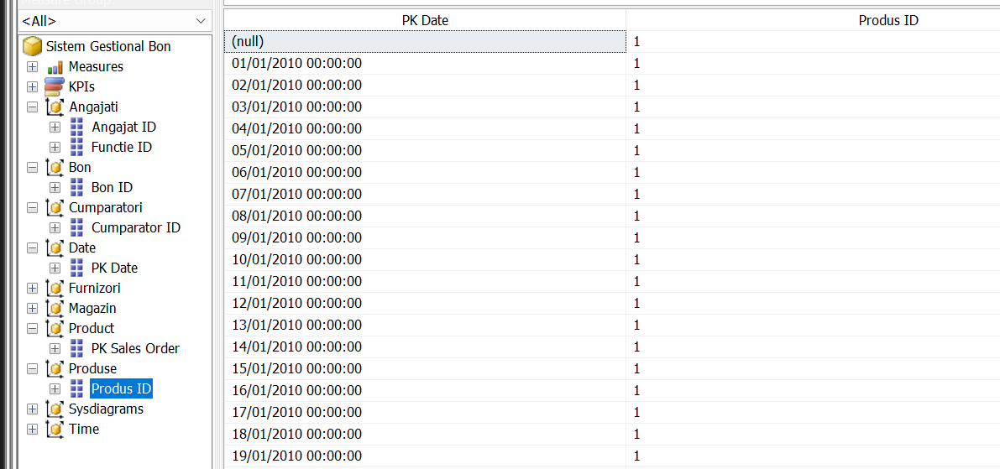 Measure Group:
<All>
Sistem Gestional Bon
Measures
KPIs
Angajati
Angajat ID
Functie ID
Bon
Bon ID
Cumparatori
Cumparator ID
Date
PK Date
Furnizori
Magazin
Product
PK Sales Order
Produse
Produs ID
Sysdiagrams
Time
PK Date Produs ID
(null) 1
01/01/2010 00:00:00 1
02/01/2010 00:00:00 1
03/01/2010 00:00:00 1
04/01/2010 00:00:00 1
05/01/2010 00:00:00 1
06/01/2010 00:00:00 1
07/01/2010 00:00:00 1
08/01/2010 00:00:00 1
09/01/2010 00:00:00 1
10/01/2010 00:00:00 1
11/01/2010 00:00:00 1
12/01/2010 00:00:00 1
13/01/2010 00:00:00 1
14/01/2010 00:00:00 1
15/01/2010 00:00:00 1
16/01/2010 00:00:00 1
17/01/2010 00:00:00 1
18/01/2010 00:00:00 1
19/01/2010 00:00:00 1